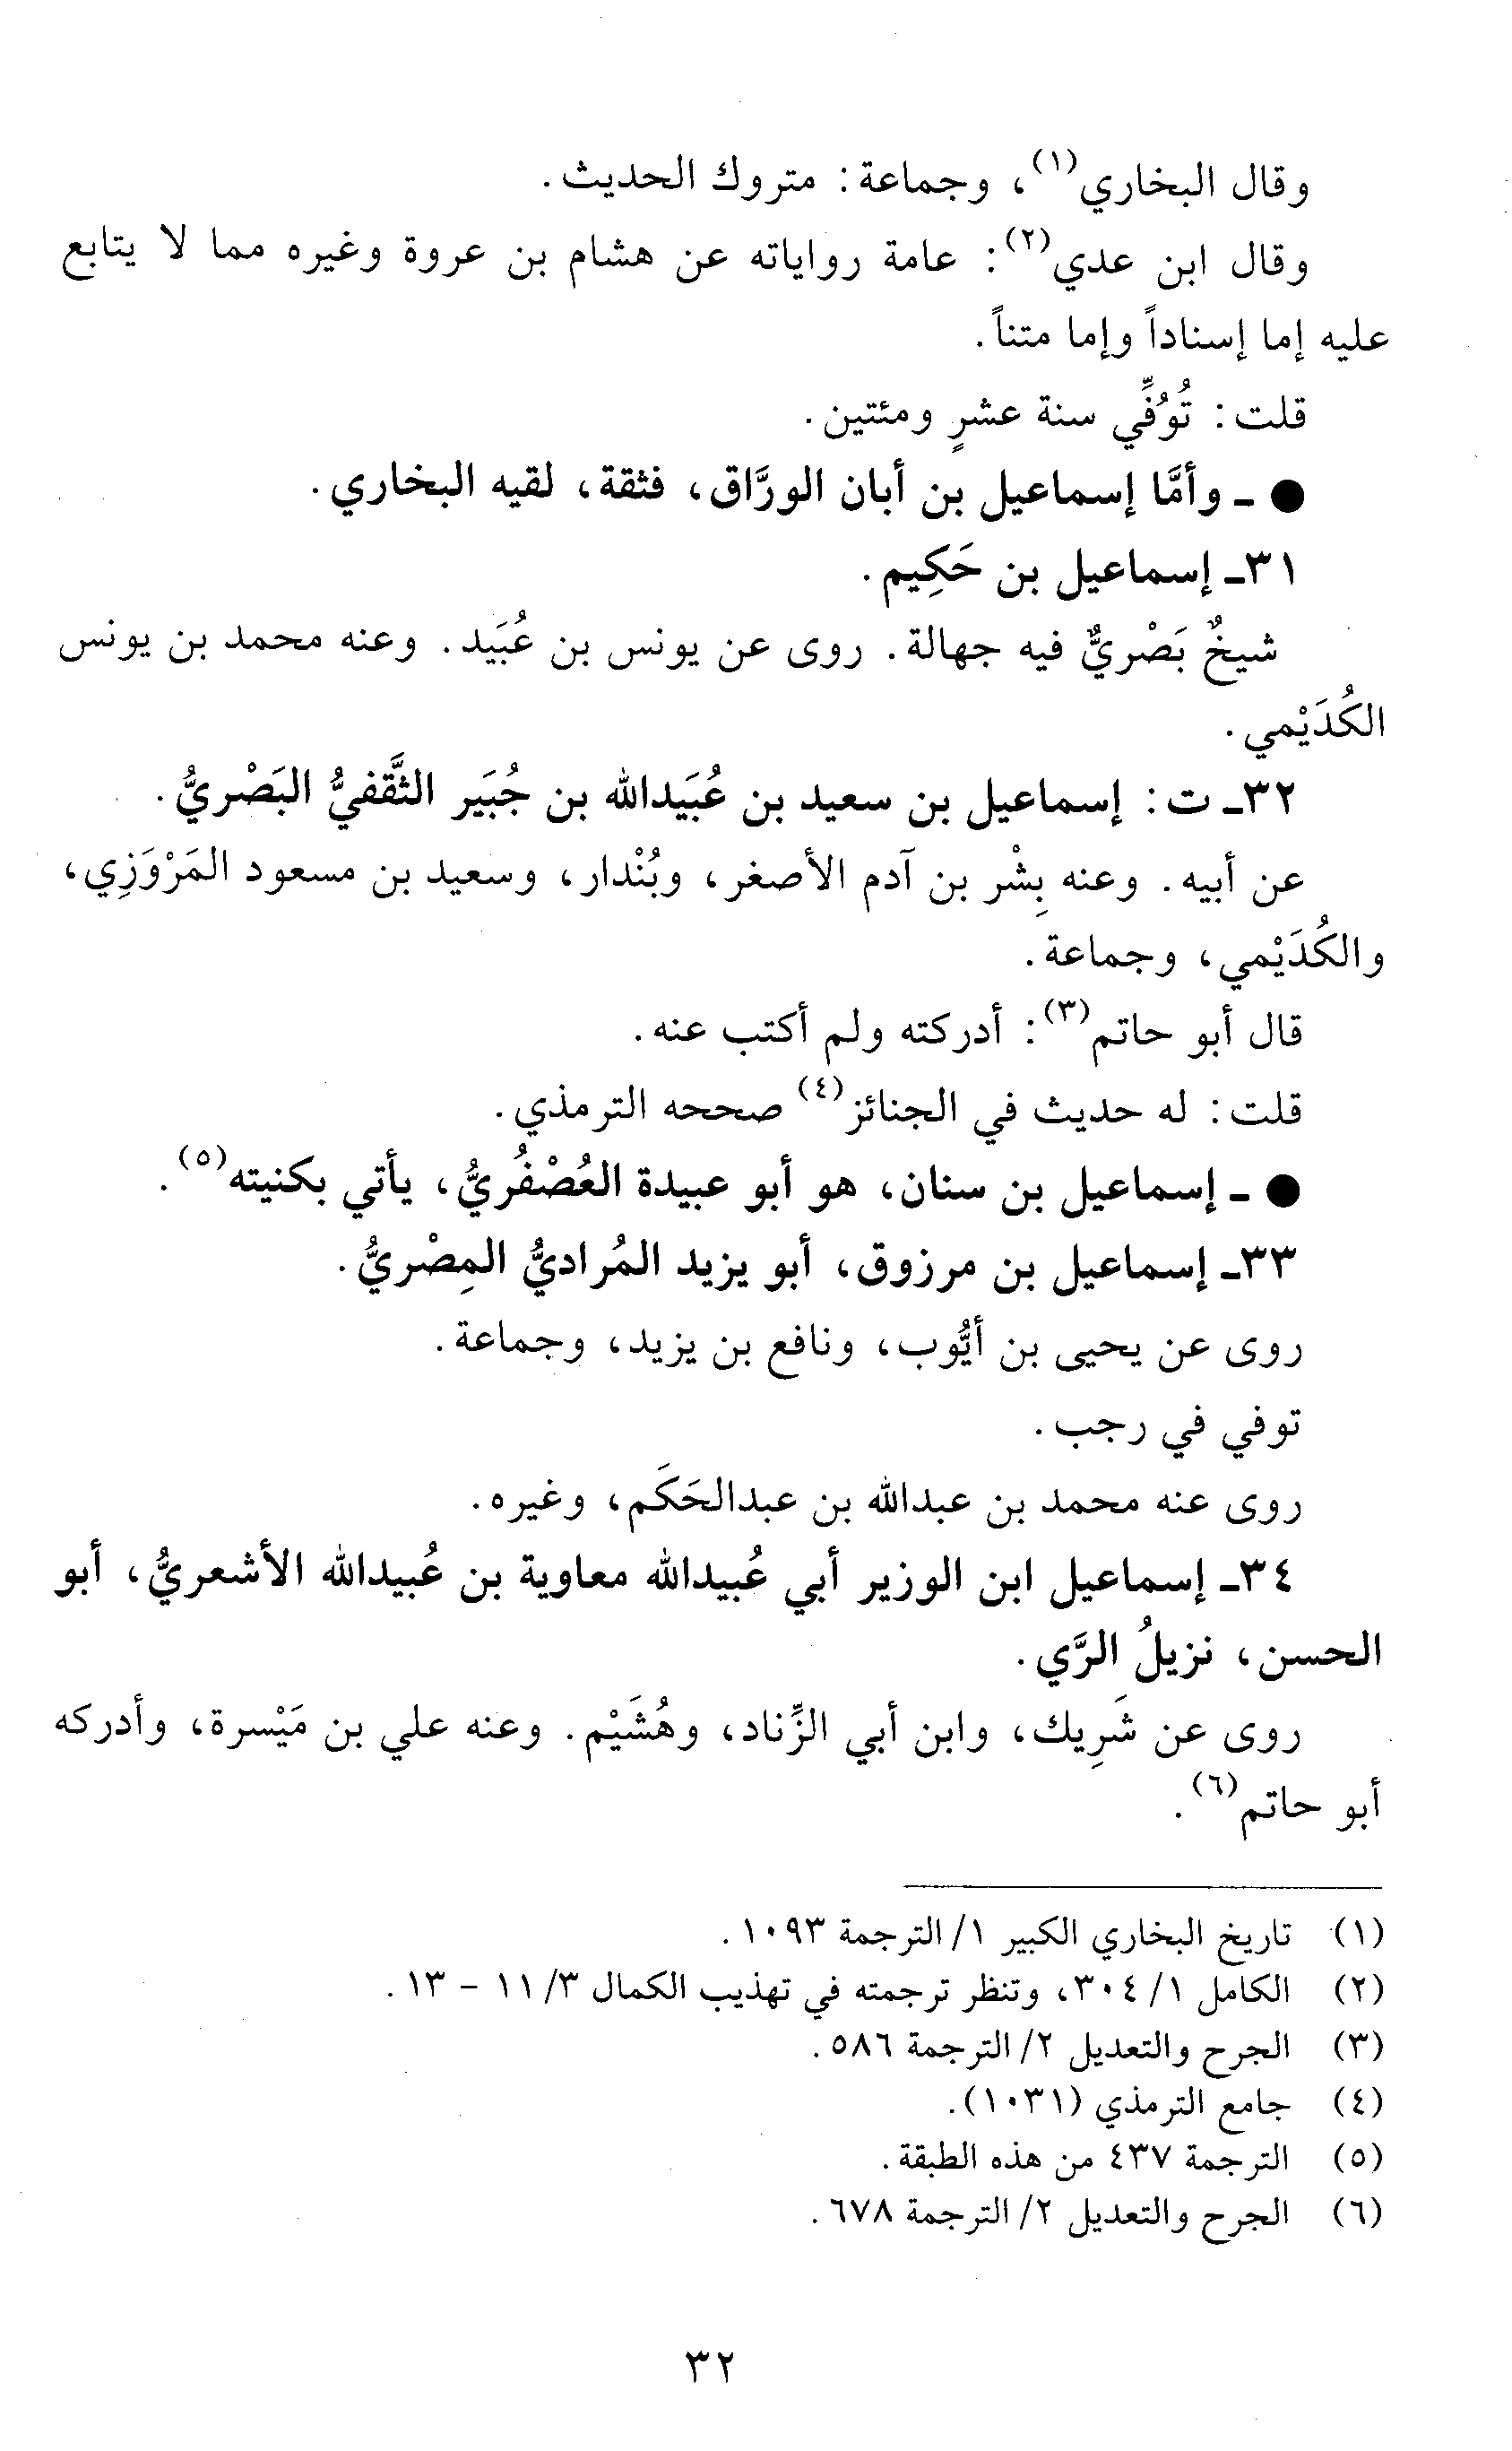 وقال البخاري(١)، وجماعة: متروك الحديث.
وقال ابن عدي(٢): عامة رواياته عن هشام بن عروة وغيره مما لا يتابع
عليه إما إسناداً وإما متناً.
قلت: تُوُفِّي سنة عشرٍ ومئتين.
● - وأمَّا إسماعيل بن أبان الورَّاق، فثقة، لقيه البخاري.
٣١- إسماعيل بن حَكِيم.
شيخٌ بَصْريٌّ فيه جهالة. روى عن يونس بن عُبَيد. وعنه محمد بن يونس
الكُدَيْمي.
٣٢- ت: إسماعيل بن سعيد بن عُبَيدالله بن جُبَير الثَّقفيُّ البَصْريُّ.
عن أبيه. وعنه بِشْر بن آدم الأصغر، وبُنْدار، وسعيد بن مسعود المَرْوَزِي،
والكُدَيْمي، وجماعة.
قال أبو حاتم(٣): أدركته ولم أكتب عنه.
قلت: له حديث في الجنائز(٤) صححه الترمذي.
● - إسماعيل بن سنان، هو أبو عبيدة العُصْفُريُّ، يأتي بكنيته(٥).
٣٣- إسماعيل بن مرزوق، أبو يزيد المُراديُّ المِصْريُّ.
روى عن يحيى بن أيُّوب، ونافع بن يزيد، وجماعة.
توفي في رجب.
روى عنه محمد بن عبدالله بن عبدالحَكَم، وغيره.
٣٤- إسماعيل ابن الوزير أبي عُبيدالله معاوية بن عُبيدالله الأشعريُّ، أبو
الحسن، نزيلُ الرَّي.
روى عن شَرِيك، وابن أبي الزِّناد، وهُشَيْم. وعنه علي بن مَيْسرة، وأدركه
أبو حاتم(٦).
(١) تاريخ البخاري الكبير ١/ الترجمة ١٠٩٣.
(٢) الكامل ١/ ٣٠٤، وتنظر ترجمته في تهذيب الكمال ٣/ ١١ - ١٣.
(٣) الجرح والتعديل ٢/ الترجمة ٥٨٦.
(٤) جامع الترمذي (١٠٣١).
(٥) الترجمة ٤٣٧ من هذه الطبقة.
(٦) الجرح والتعديل ٢/ الترجمة ٦٧٨.
٣٢